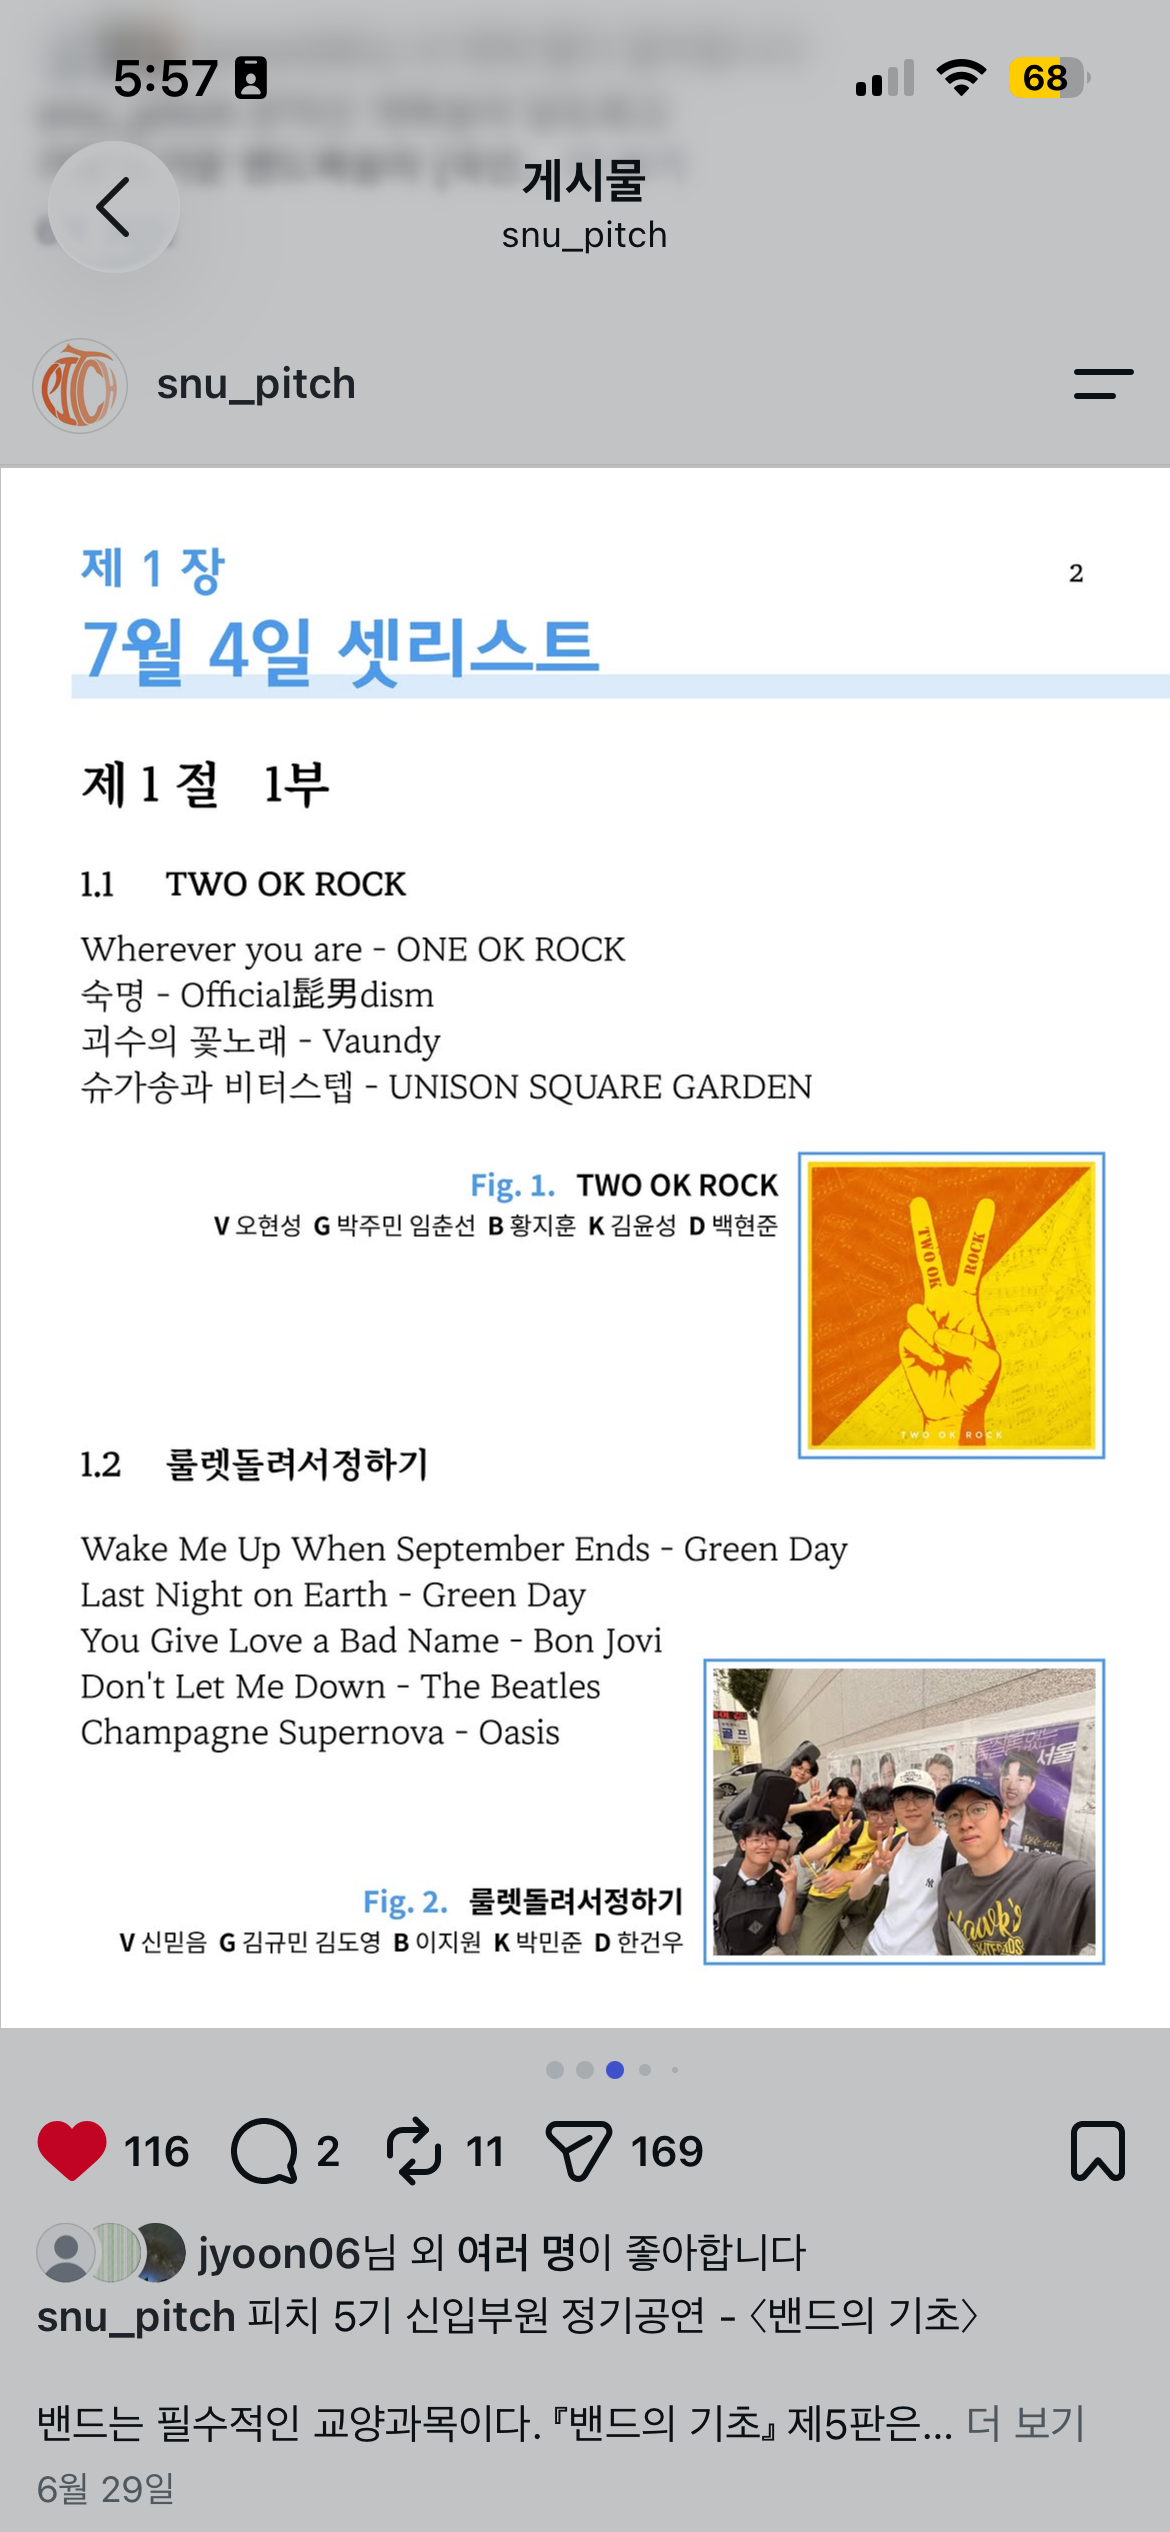 5:57
68
게시물
snu_pitch
PITCH
snu_pitch
제 1 장
2
7월 4일 셋리스트
제 1 절 1부
1.1 TWO OK ROCK
Wherever you are - ONE OK ROCK
숙명 - Official髭男dism
괴수의 꽃노래 - Vaundy
슈가송과 비터스텝 - UNISON SQUARE GARDEN
Fig. 1. TWO OK ROCK
V 오현성 G 박주민 임춘선 B 황지훈 K 김윤성 D 백현준
TWO OK
ROCK
TWO OK ROCK
1.2 룰렛돌려서정하기
Wake Me Up When September Ends - Green Day
Last Night on Earth - Green Day
You Give Love a Bad Name - Bon Jovi
Don't Let Me Down - The Beatles
Champagne Supernova - Oasis
골프
서울
Hawk's
Fig. 2. 룰렛돌려서정하기
V 신믿음 G 김규민 김도영 B 이지원 K 박민준 D 한건우
116 2 11 169
jyoon06님 외 여러 명이 좋아합니다
snu_pitch 피치 5기 신입부원 정기공연 - 〈밴드의 기초〉
밴드는 필수적인 교양과목이다. 『밴드의 기초』 제5판은... 더 보기
6월 29일